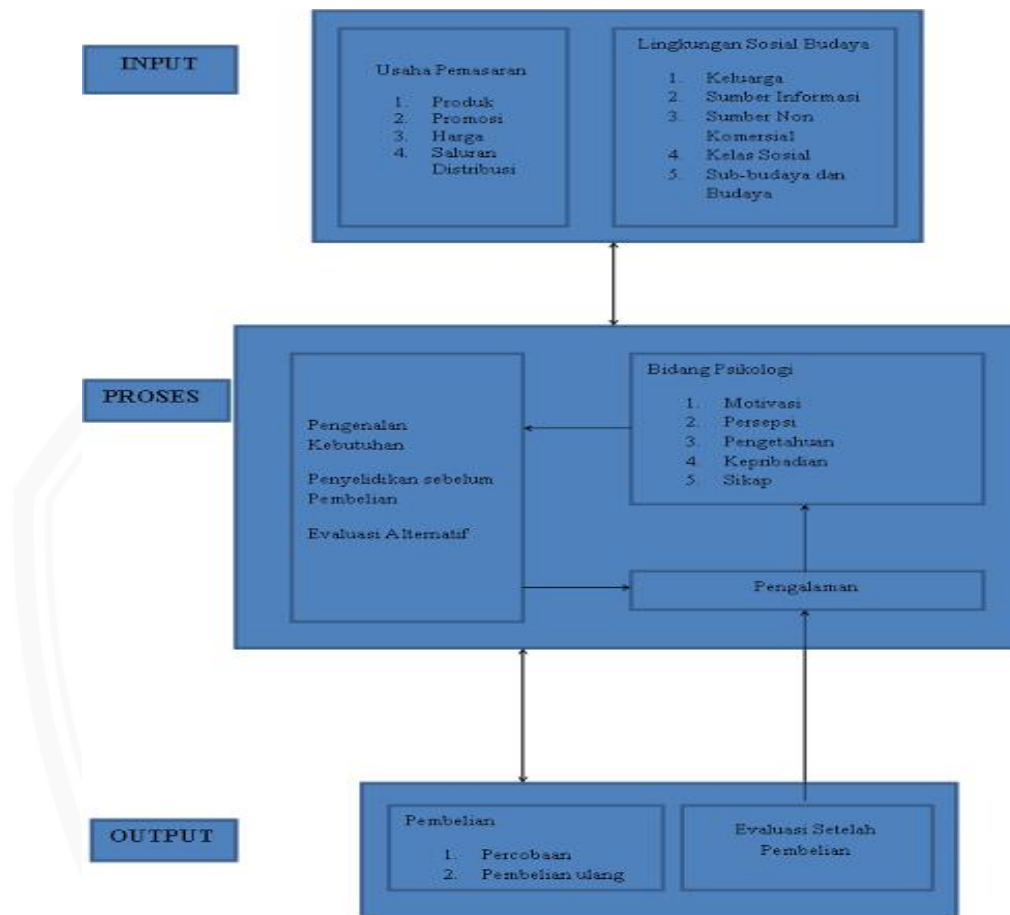 INPUT
Usaha Pemasaran
1. Produk
2. Promosi
3. Harga
4. Saluran
Distribusi
Lingkungan Sosial Budaya
1. Keluarga
2. Sumber Informasi
3. Sumber Non
Komersial
4. Kelas Sosial
5. Sub-budaya dan
Budaya
PROSES
Pengenalan
Kebutuhan
Penyelidikan sebelum
Pembelian
Evaluasi Alternatif
Bidang Psikologi
1. Motivasi
2. Persepsi
3. Pengetahuan
4. Kepribadian
5. Sikap
Pengalaman
OUTPUT
Pembelian
1. Percobaan
2. Pembelian ulang
Evaluasi Setelah
Pembelian